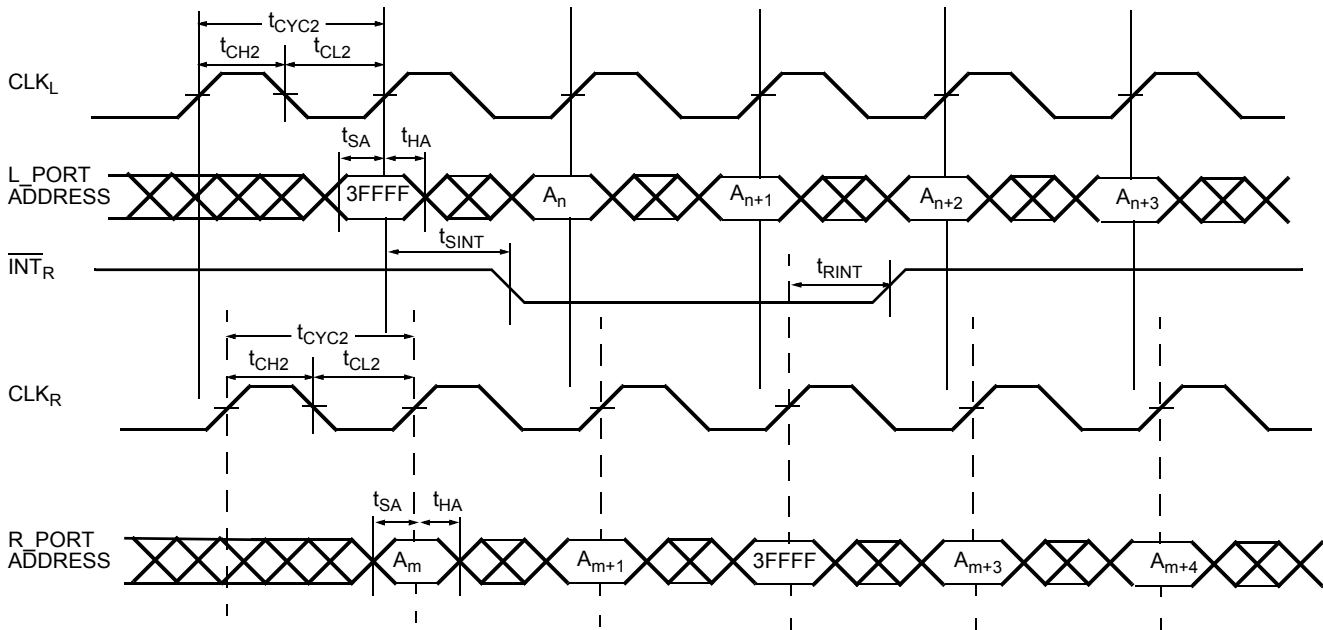 tCYC2
tCH2 tCL2
CLKL
tSA tHA
L_PORT
ADDRESS
3FFFF An An+1 An+2 An+3
tSINT
INTR
tRINT
tCYC2
tCH2 tCL2
CLKR
tSA tHA
R_PORT
ADDRESS
Am Am+1 3FFFF Am+3 Am+4